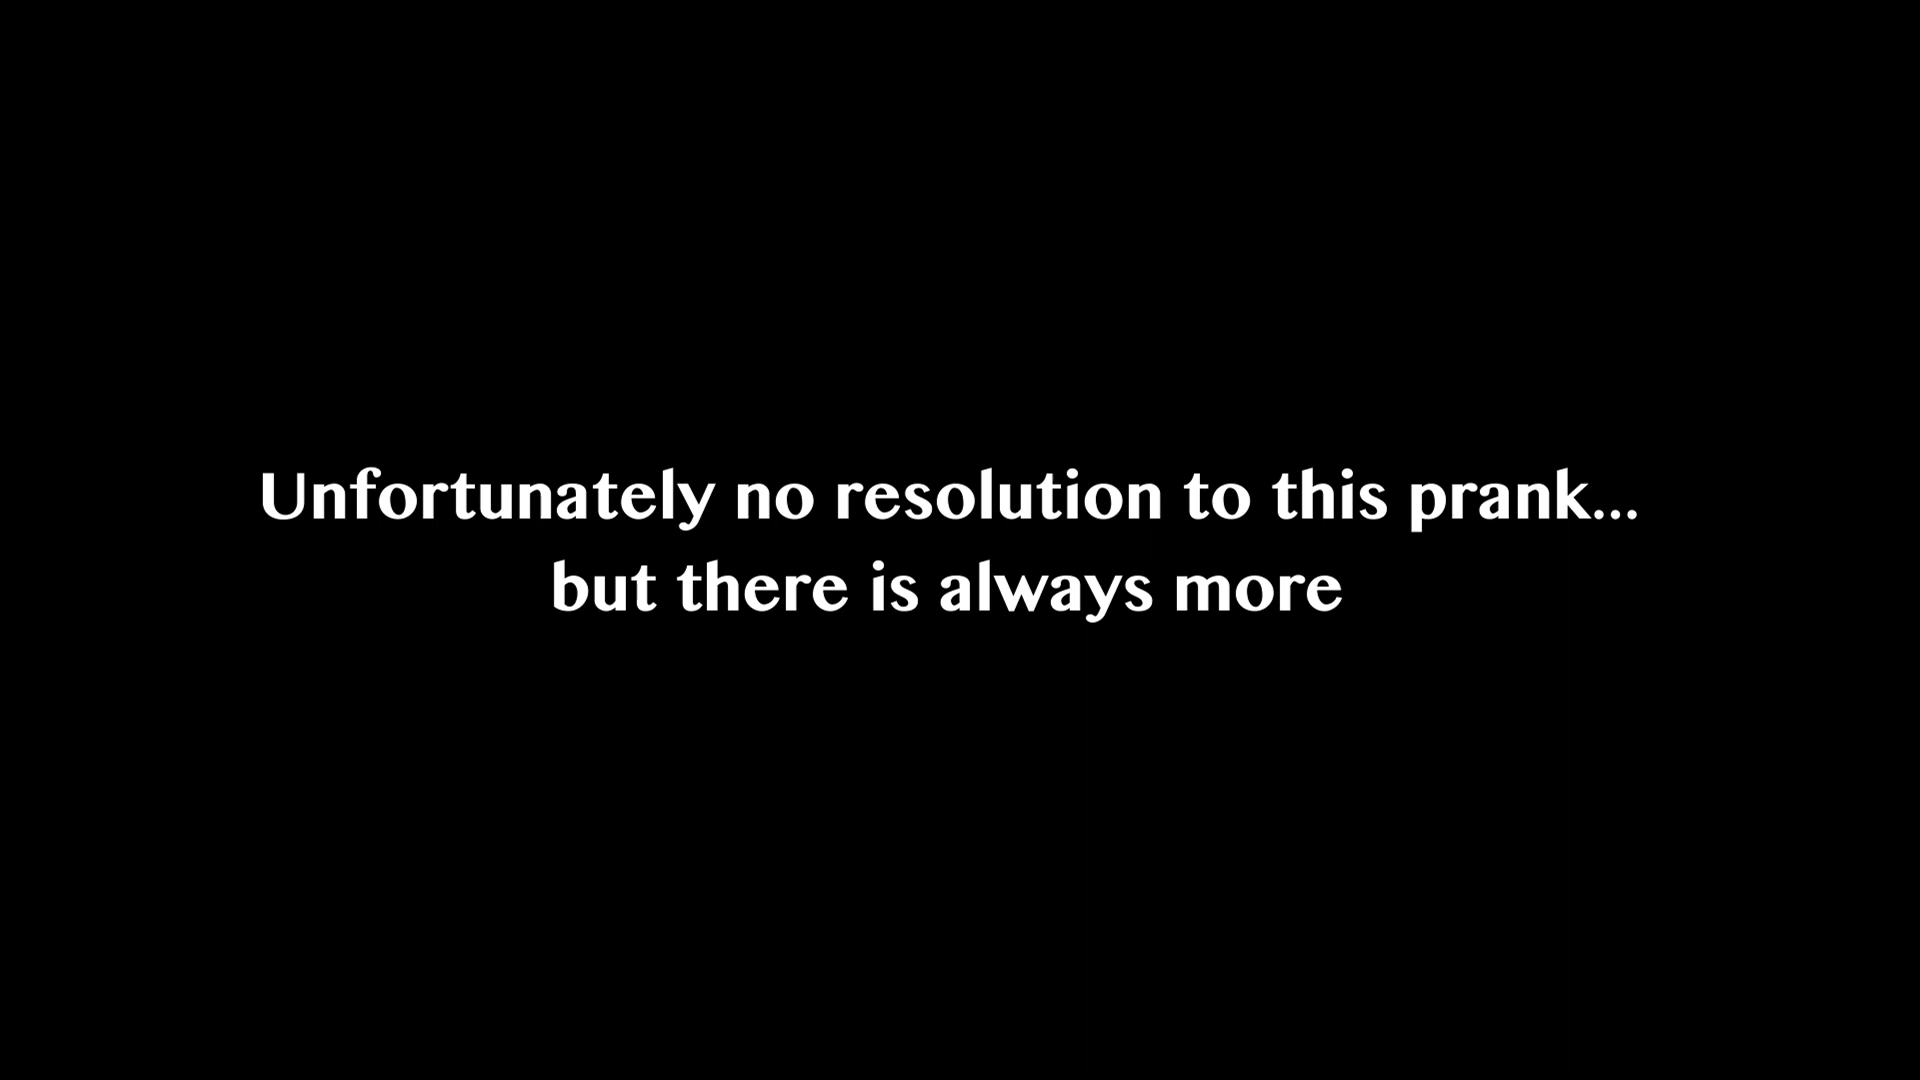 Unfortunately no resolution to this prank...
but there is always more